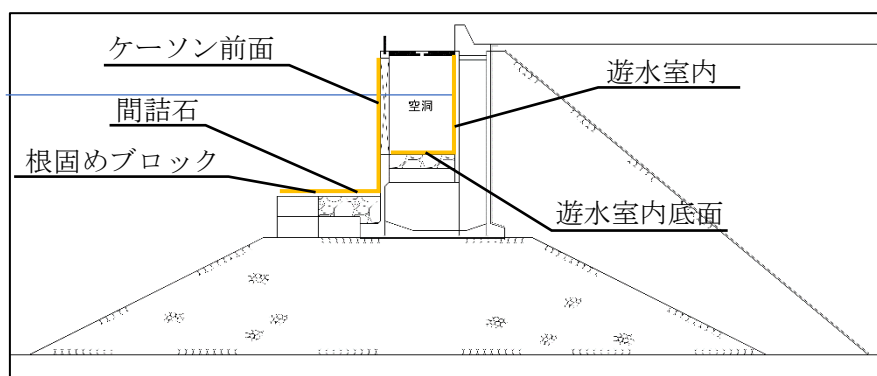 ケーソン前面
遊水室内
空洞
間詰石
根固めブロック
遊水室内底面